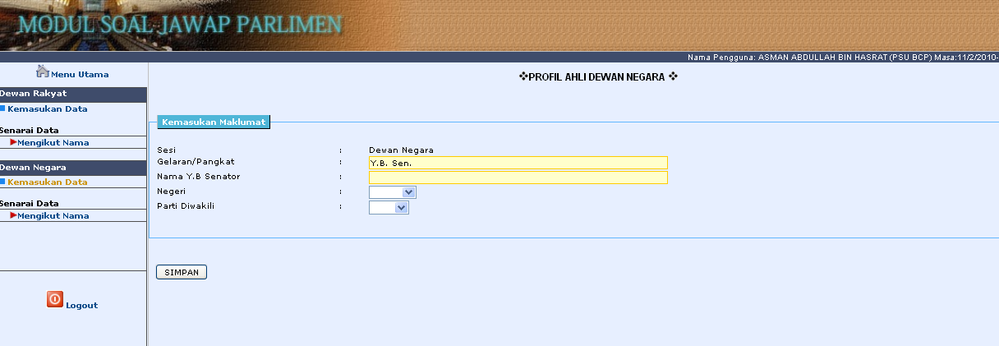 MODUL SOAL JAWAP PARLIMEN
Nama Pengguna: ASMAN ABDULLAH BIN HASRAT (PSU BCP) Masa:11/2/2010-
Menu Utama
Dewan Rakyat
Kemasukan Data
Senarai Data
Mengikut Nama
Dewan Negara
Kemasukan Data
Senarai Data
Mengikut Nama
Logout
❖PROFIL AHLI DEWAN NEGARA ❖
Kemasukan Maklumat
Sesi : Dewan Negara
Gelaran/Pangkat : Y.B. Sen.
Nama Y.B Senator :
Negeri :
Parti Diwakili :
SIMPAN